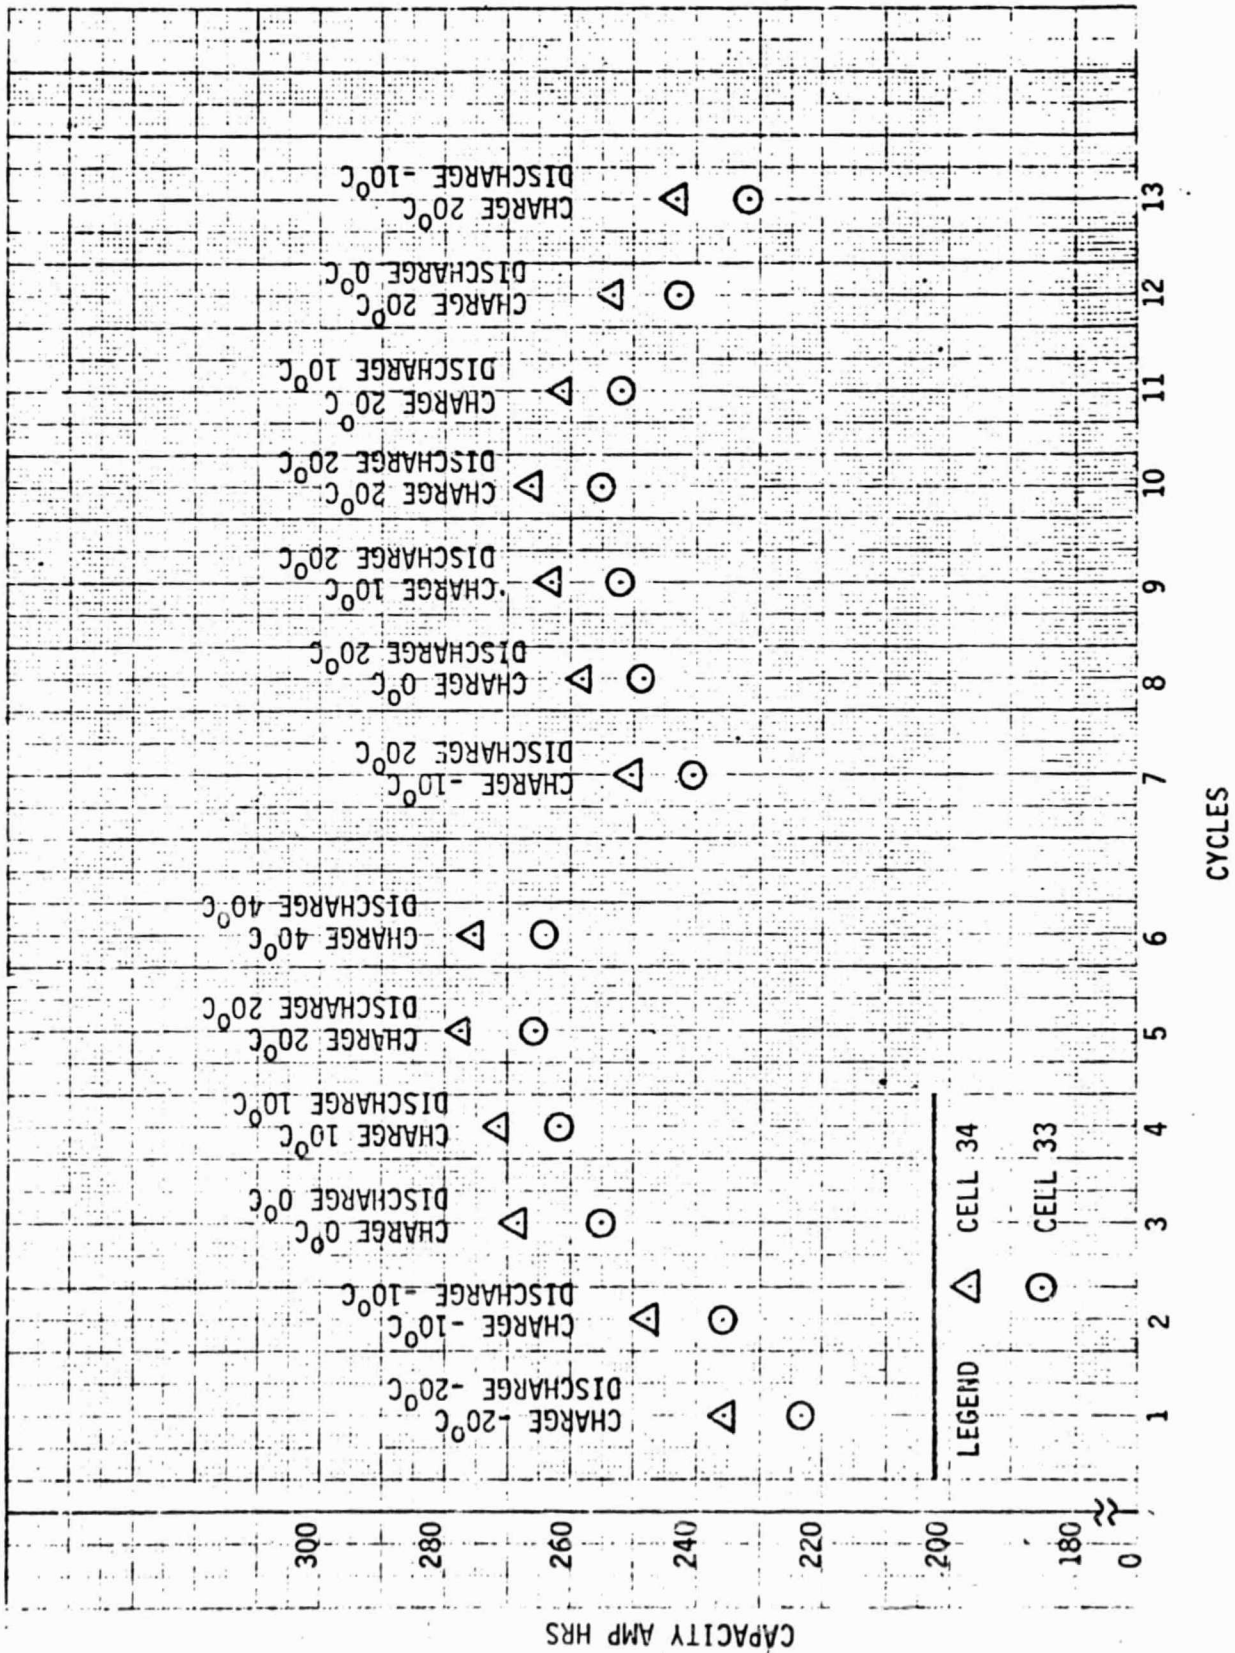 CAPACITY AMP HRS
300
280
260
240
220
200
180
0
CHARGE -20°C
DISCHARGE -20°C
CHARGE -10°C
DISCHARGE -10°C
CHARGE 0°C
DISCHARGE 0°C
CHARGE 10°C
DISCHARGE 10°C
CHARGE 20°C
DISCHARGE 20°C
CHARGE 40°C
DISCHARGE 40°C
CHARGE -10°C
DISCHARGE 20°C
CHARGE 0°C
DISCHARGE 20°C
CHARGE 10°C
DISCHARGE 20°C
CHARGE 20°C
DISCHARGE 20°C
CHARGE 20°C
DISCHARGE 10°C
CHARGE 20°C
DISCHARGE 0°C
CHARGE 20°C
DISCHARGE -10°C
LEGEND
CELL 34
CELL 33
1 2 3 4 5 6 7 8 9 10 11 12 13
CYCLES